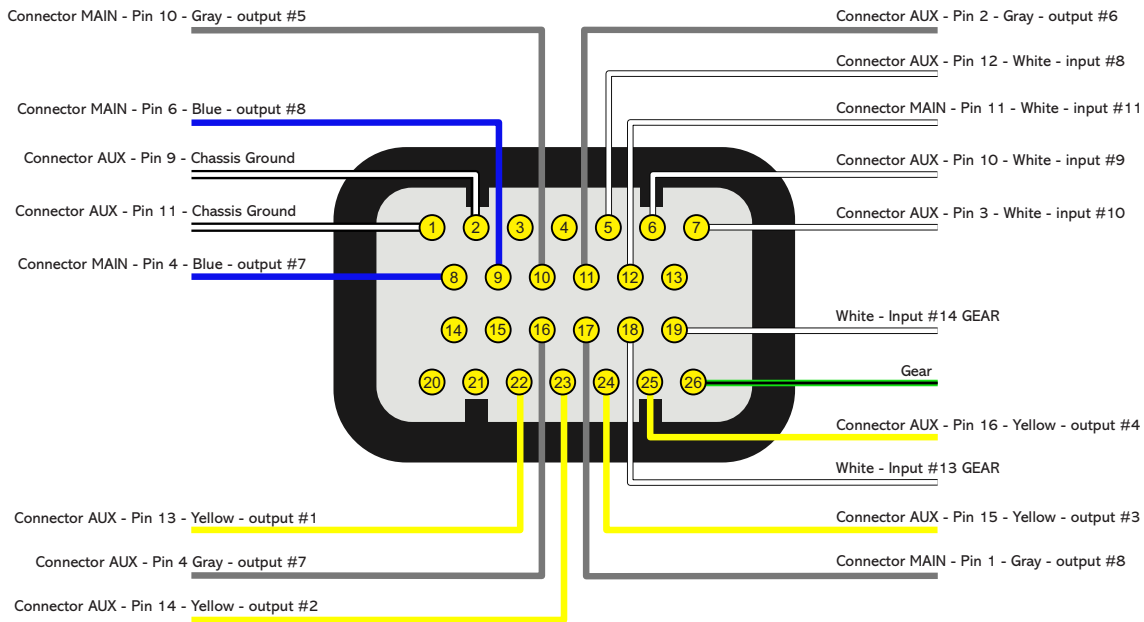 Connector MAIN - Pin 10 - Gray - output #5
Connector AUX - Pin 2 - Gray - output #6
Connector AUX - Pin 12 - White - input #8
Connector MAIN - Pin 6 - Blue - output #8
Connector MAIN - Pin 11 - White - input #11
Connector AUX - Pin 9 - Chassis Ground
Connector AUX - Pin 10 - White - input #9
Connector AUX - Pin 11 - Chassis Ground
Connector AUX - Pin 3 - White - input #10
1 2 3 4 5 6 7
Connector MAIN - Pin 4 - Blue - output #7
8 9 10 11 12 13
White - Input #14 GEAR
14 15 16 17 18 19
Gear
20 21 22 23 24 25 26
Connector AUX - Pin 16 - Yellow - output #4
White - Input #13 GEAR
Connector AUX - Pin 13 - Yellow - output #1
Connector AUX - Pin 15 - Yellow - output #3
Connector AUX - Pin 4 Gray - output #7
Connector MAIN - Pin 1 - Gray - output #8
Connector AUX - Pin 14 - Yellow - output #2